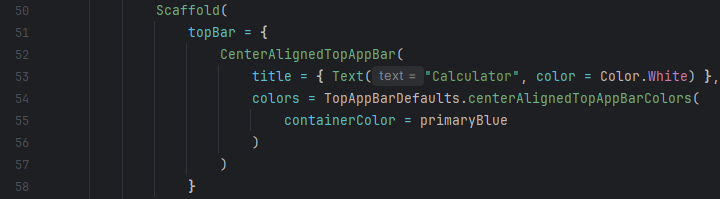 50 Scaffold(
51 topBar = {
52 CenterAlignedTopAppBar(
53 title = { Text( text = "Calculator", color = Color.White) },
54 colors = TopAppBarDefaults.centerAlignedTopAppBarColors(
55 containerColor = primaryBlue
56 )
57 )
58 }